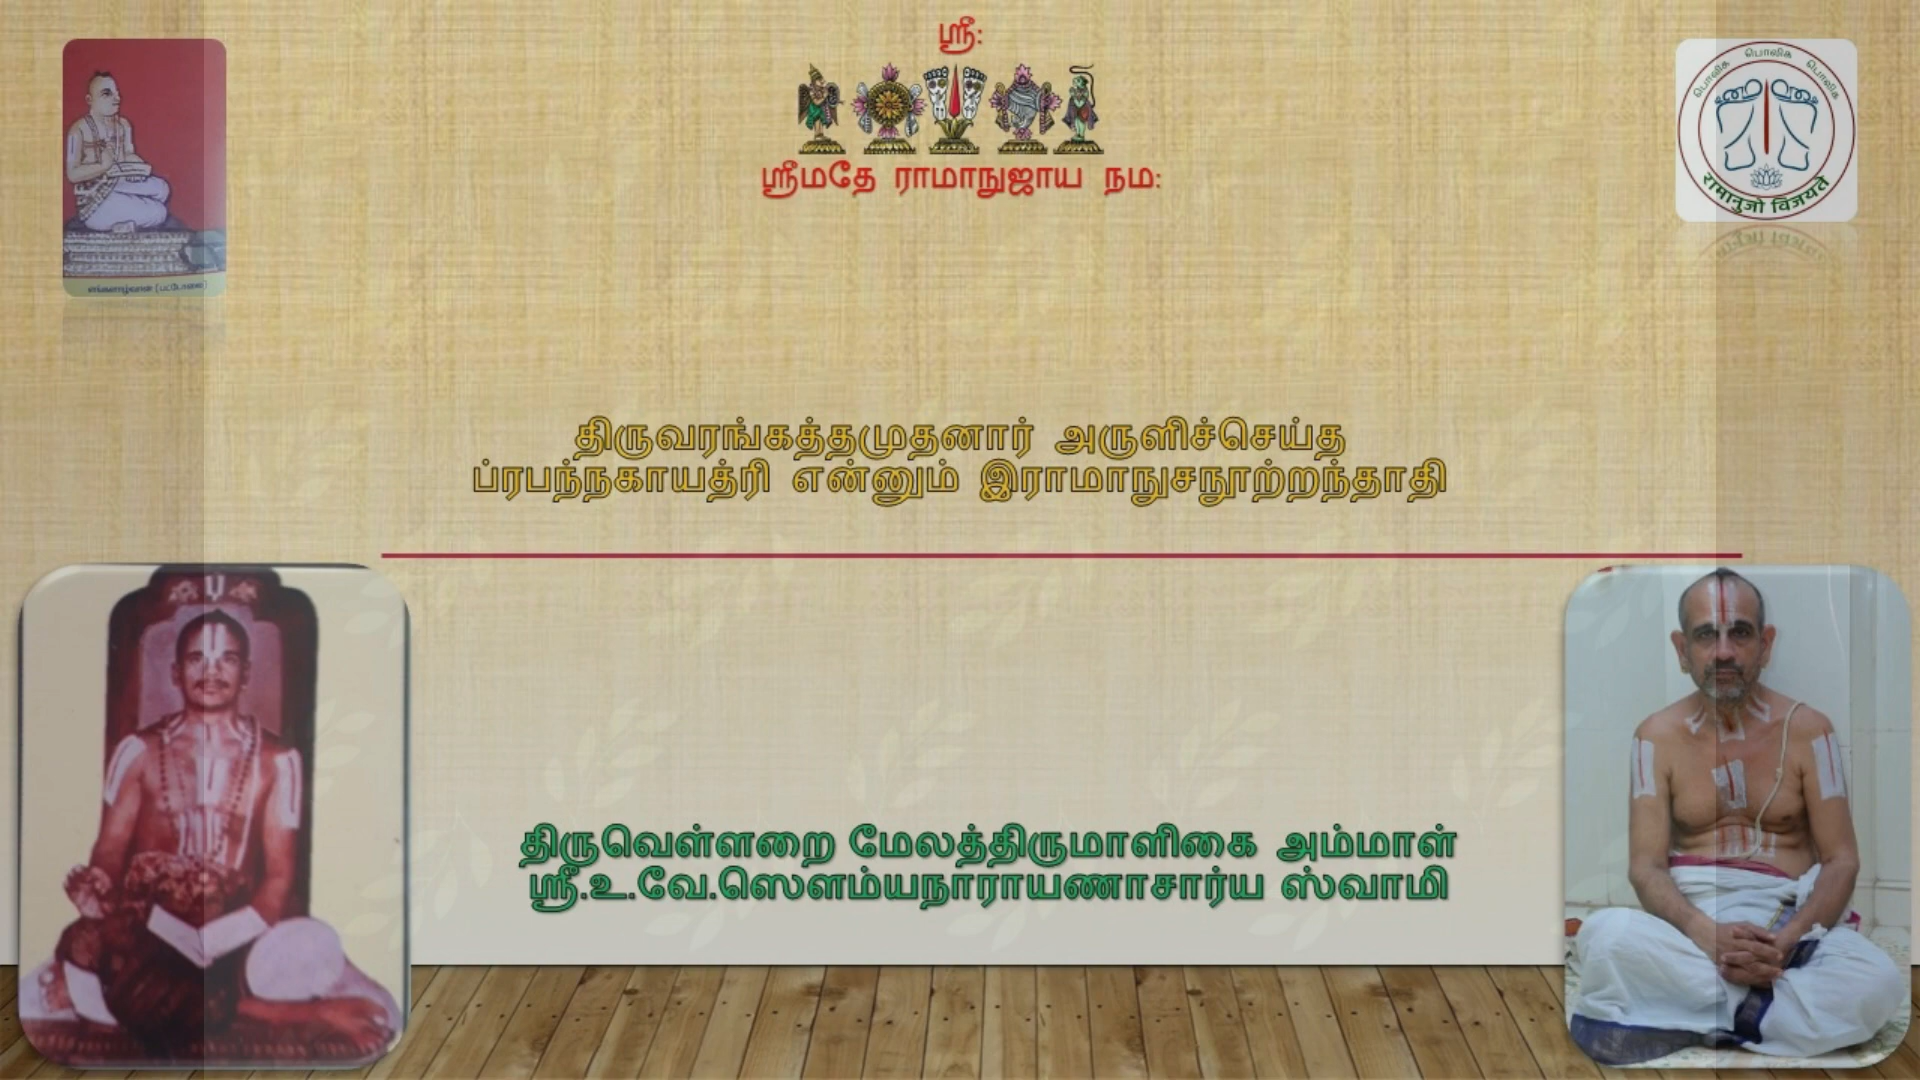 ஸ்ரீ:
ஸ்ரீமதே ராமாநுஜாய நம:
பொலிக பொலிக பொலிக
रामानुजो विजयते
திருவரங்கத்தமுதனார் அருளிச்செய்த
ப்ரபந்நகாயத்ரி என்னும் இராமாநுசநூற்றந்தாதி
திருவெள்ளறை மேலத்திருமாளிகை அம்மாள்
ஸ்ரீ.உ.வே.ஸௌம்யநாராயணாசார்ய ஸ்வாமி